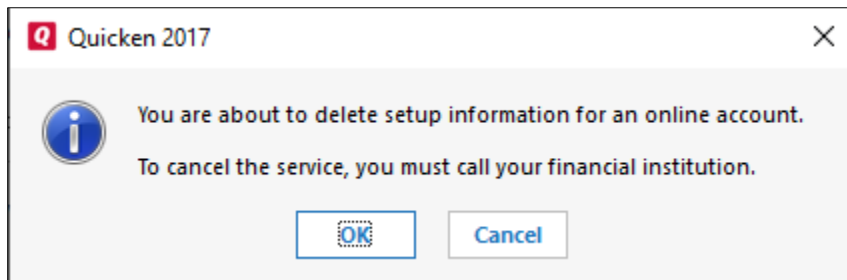 Quicken 2017
You are about to delete setup information for an online account.
To cancel the service, you must call your financial institution.
OK
Cancel